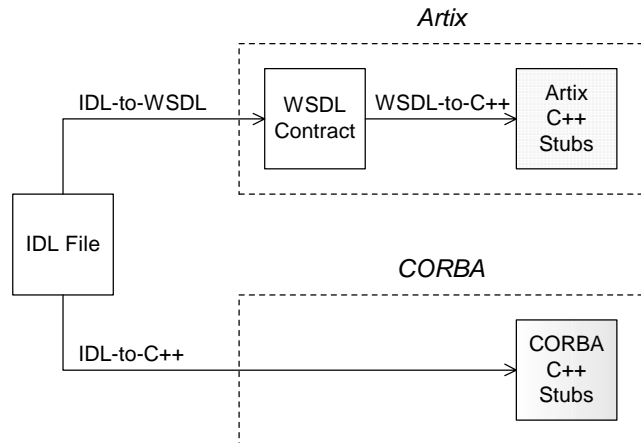 Artix
IDL-to-WSDL
WSDL
Contract
WSDL-to-C++
Artix
C++
Stubs
IDL File
CORBA
IDL-to-C++
CORBA
C++
Stubs